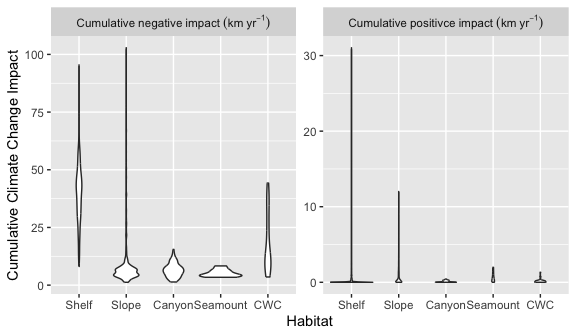 Cumulative negative impact (km yr⁻¹)
Cumulative positivce impact (km yr⁻¹)
Cumulative Climate Change Impact
100
75
50
25
0
30
20
10
0
Shelf Slope Canyon Seamount CWC
Shelf Slope Canyon Seamount CWC
Habitat